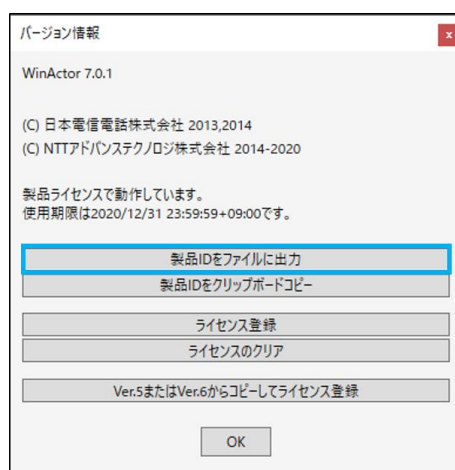 バージョン情報
x
WinActor 7.0.1
(C) 日本電信電話株式会社 2013,2014
(C) NTTアドバンステクノロジ株式会社 2014-2020
製品ライセンスで動作しています。
使用期限は2020/12/31 23:59:59+09:00です。
製品IDをファイルに出力
製品IDをクリップボードコピー
ライセンス登録
ライセンスのクリア
Ver.5またはVer.6からコピーしてライセンス登録
OK